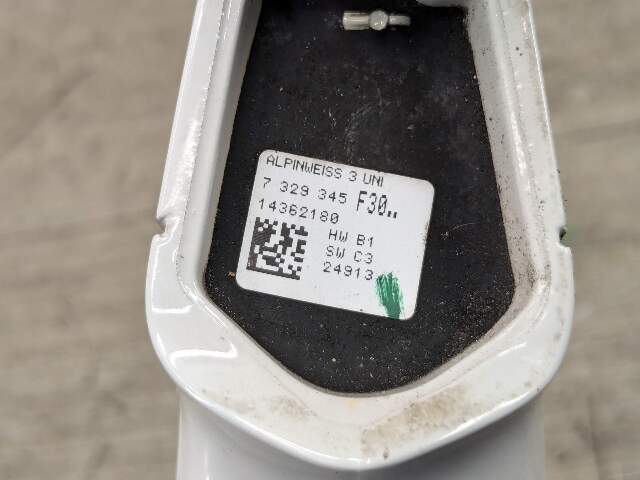 ALPINWEISS 3 UNI
7 329 345 F30..
14362180
HW B1
SW C3
24913